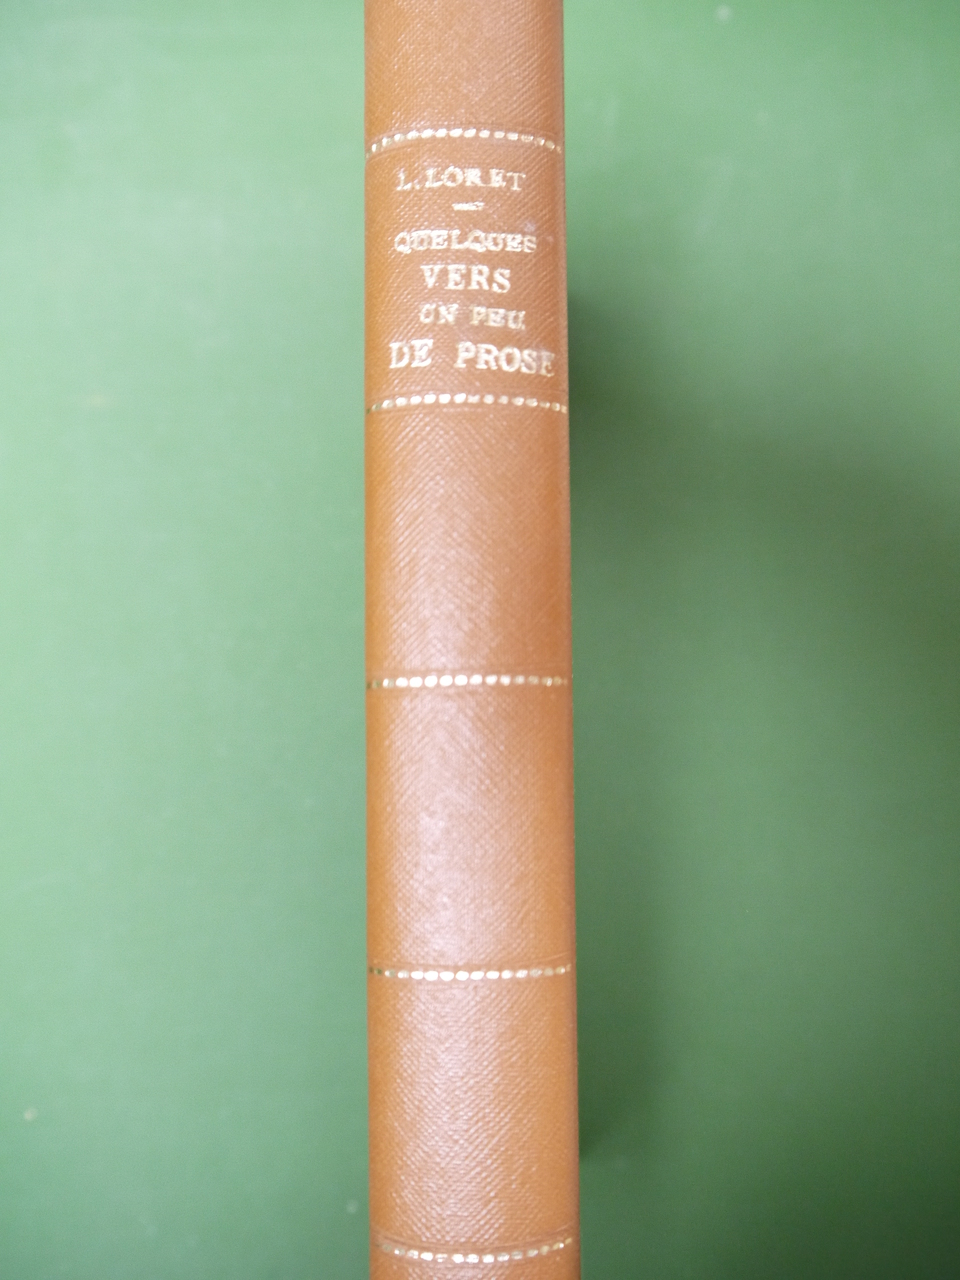 L. LORET
QUELQUES
VERS
UN PEU
DE PROSE